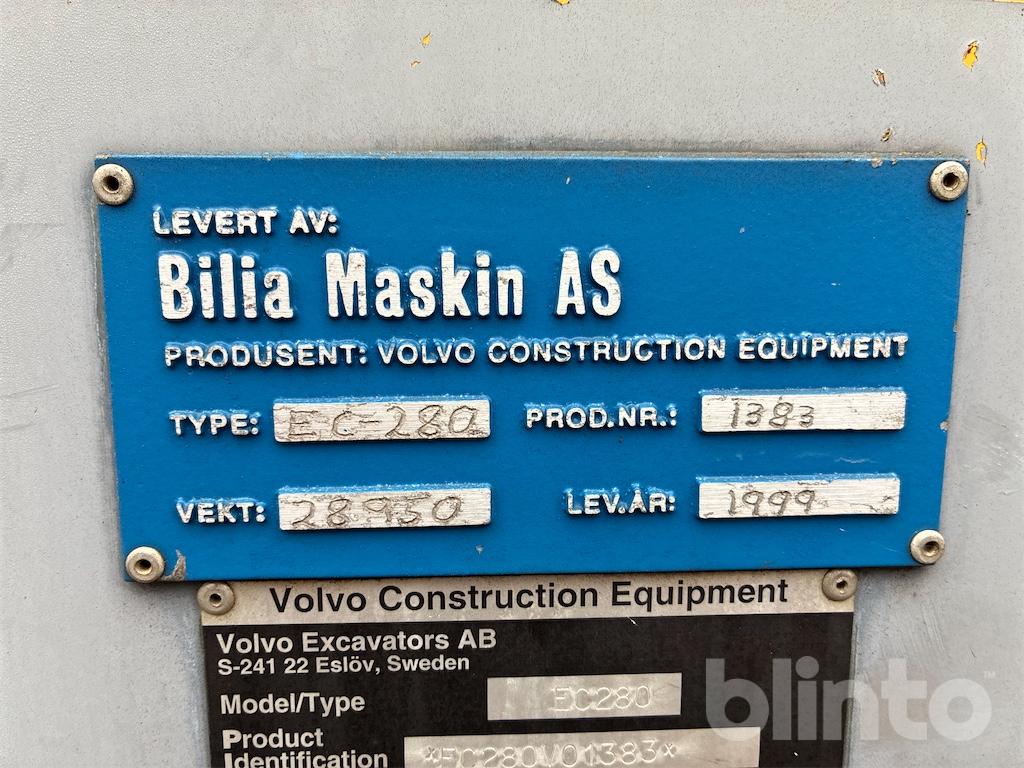 LEVERT AV:
Bilia Maskin AS
PRODUSENT: VOLVO CONSTRUCTION EQUIPMENT
TYPE: EC-280 PROD.NR.: 1383
VEKT: 28950 LEV.ÅR: 1999
Volvo Construction Equipment
Volvo Excavators AB
S-241 22 Eslöv, Sweden
Model/Type EC280
Product
Identification *EC280V01383*
blinto™